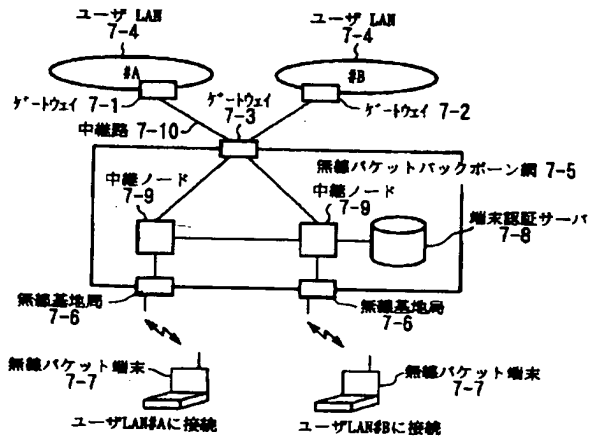 ユーザ LAN
7-4
ユーザ LAN
7-4
#A
#B
ゲートウェイ 7-1
ゲートウェイ
7-3
ゲートウェイ 7-2
中継路 7-10
無線パケットバックボーン網 7-5
中継ノード
7-9
中継ノード
7-9
端末認証サーバ
7-8
無線基地局
7-6
無線基地局
7-6
無線パケット端末
7-7
無線パケット端末
7-7
ユーザLAN#Aに接続
ユーザLAN#Bに接続